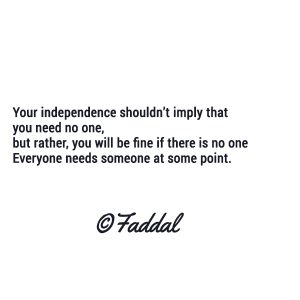 Your independence shouldn't imply that
you need no one,
but rather, you will be fine if there is no one
Everyone needs someone at some point.
©Faddal